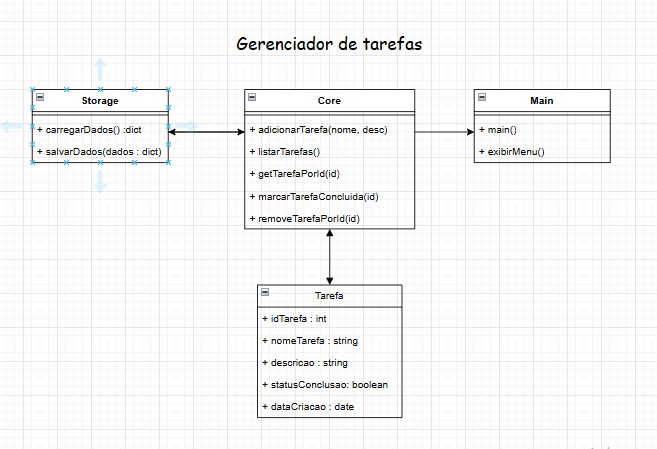 Gerenciador de tarefas
Storage
+ carregarDados() :dict
+ salvarDados(dados : dict)
Core
+ adicionarTarefa(nome, desc)
+ listarTarefas()
+ getTarefaPorId(id)
+ marcarTarefaConcluida(id)
+ removeTarefaPorId(id)
Main
+ main()
+ exibirMenu()
Tarefa
+ idTarefa : int
+ nomeTarefa : string
+ descricao : string
+ statusConclusao: boolean
+ dataCriacao : date